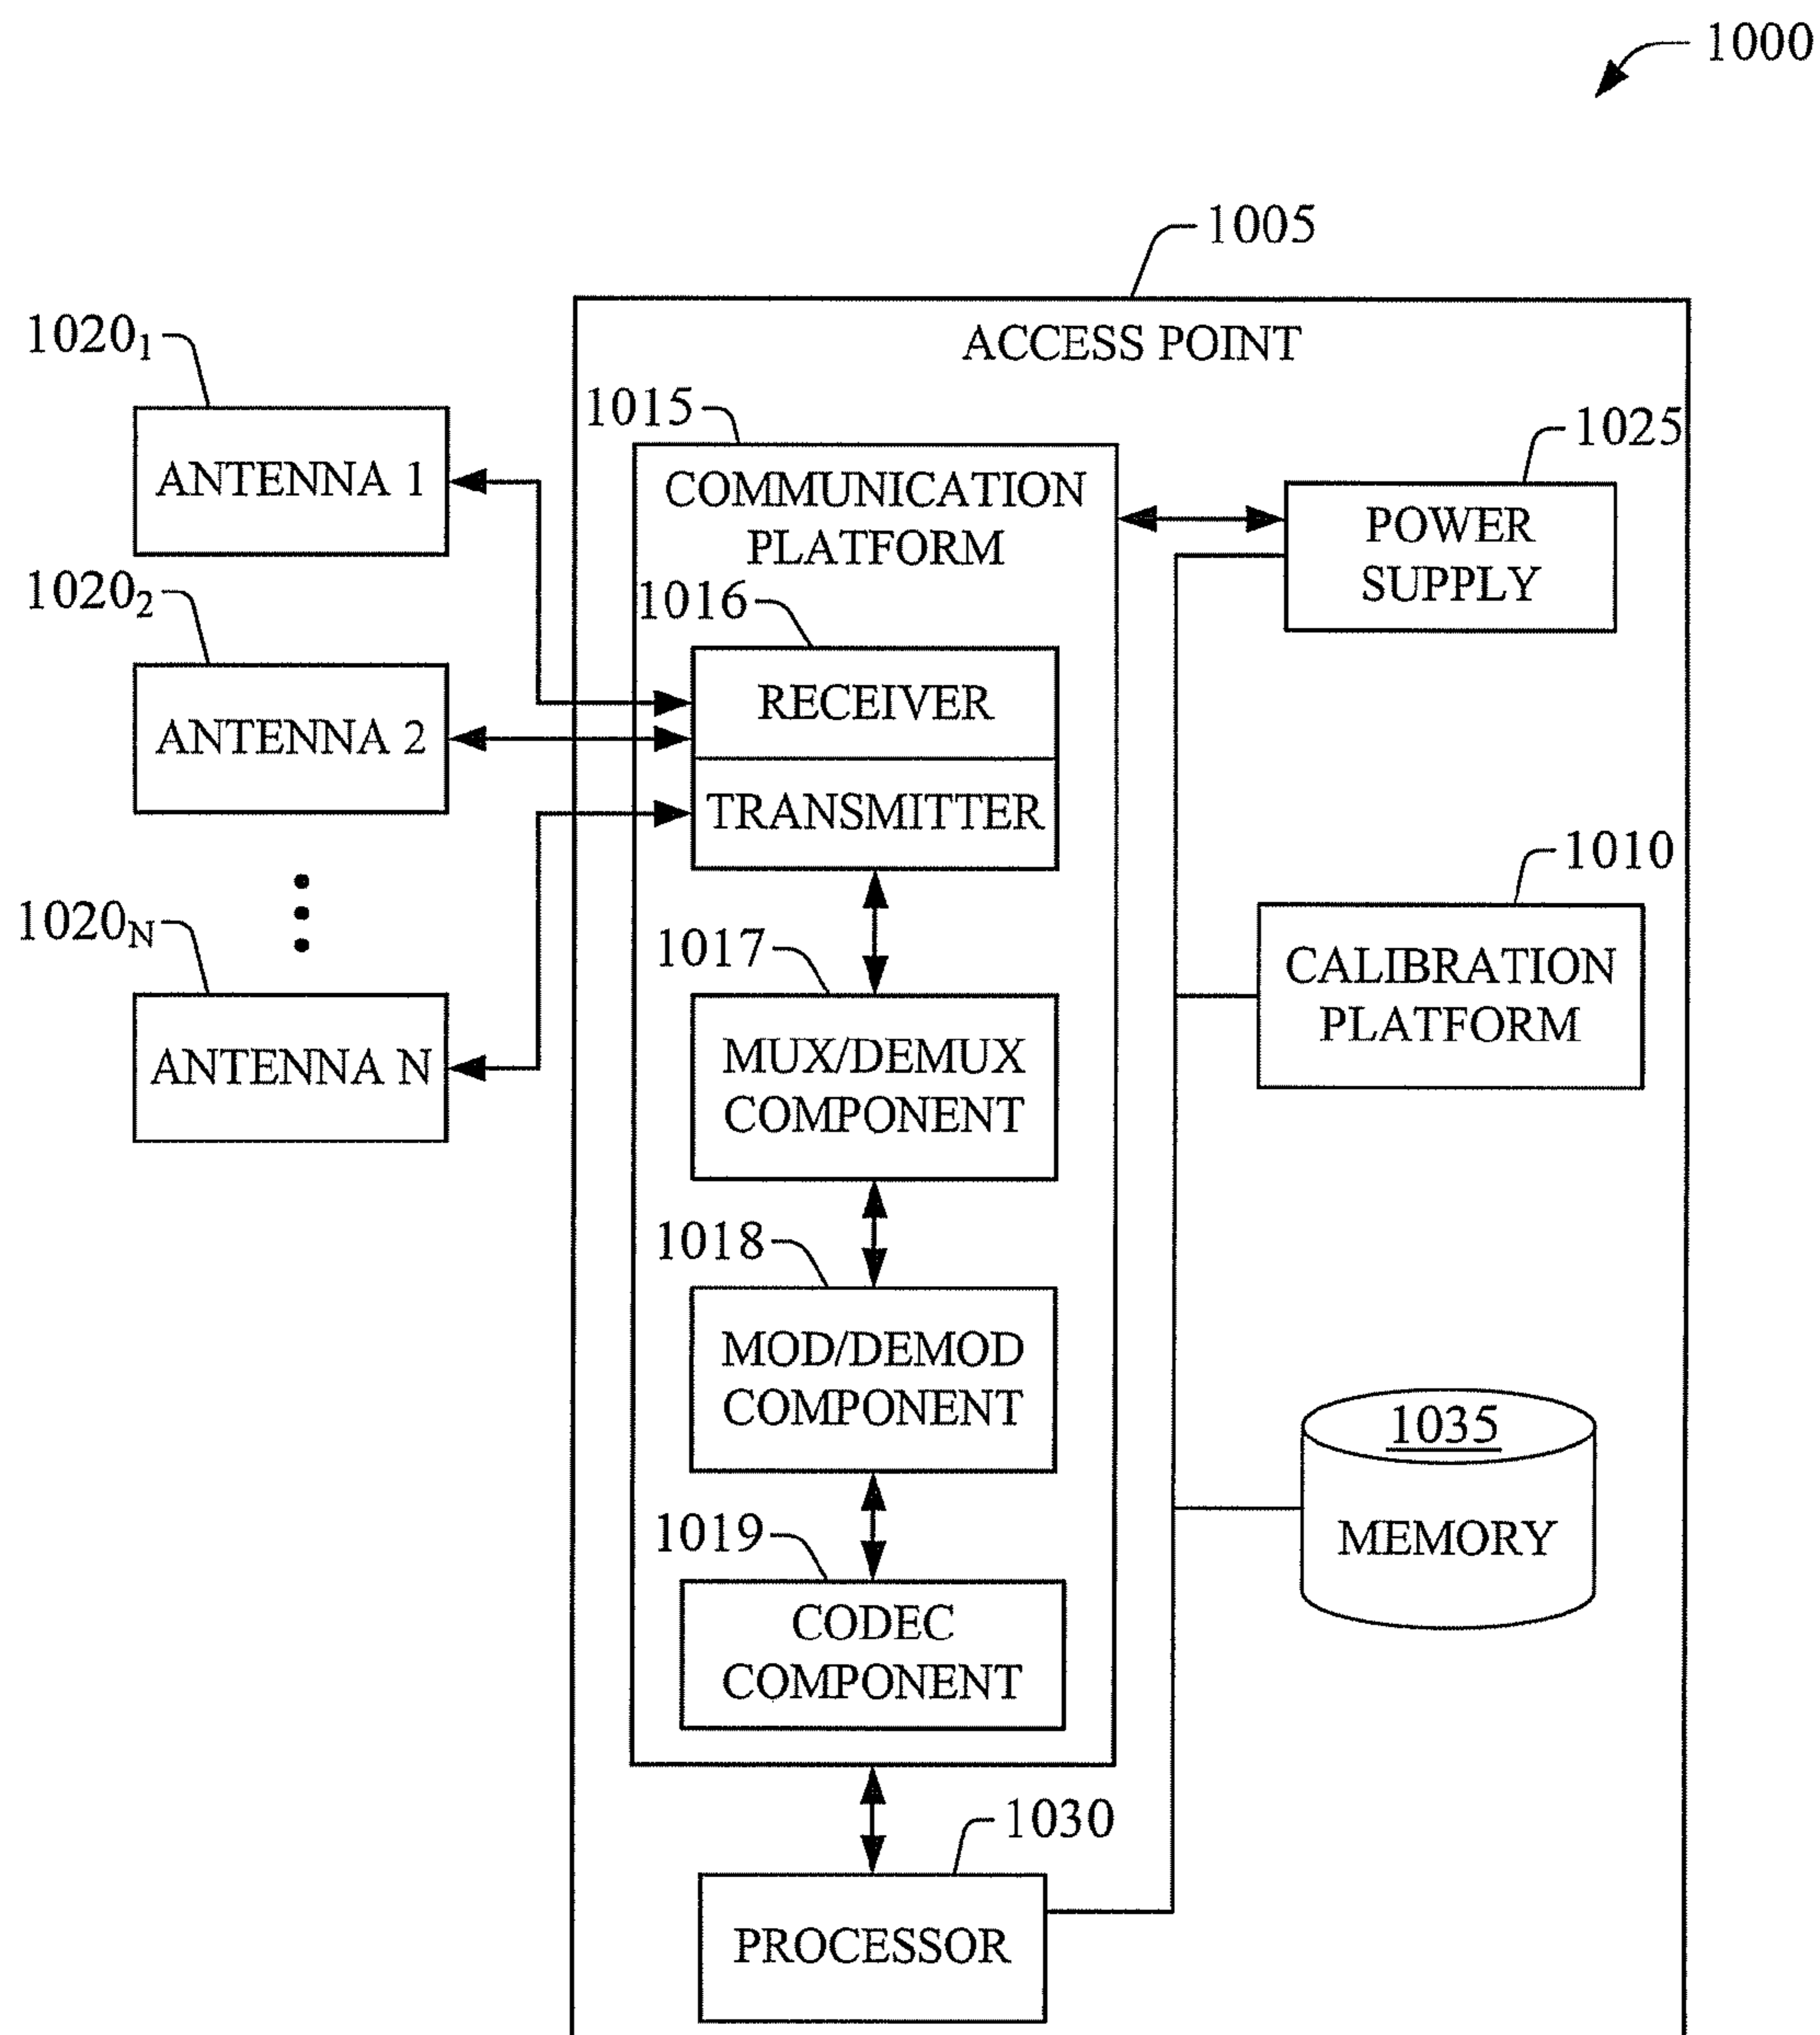 1000
1005
ACCESS POINT
1020₁
ANTENNA 1
1020₂
ANTENNA 2
1020N
ANTENNA N
1015
COMMUNICATION
PLATFORM
1016
RECEIVER
TRANSMITTER
1017
MUX/DEMUX
COMPONENT
1018
MOD/DEMOD
COMPONENT
1019
CODEC
COMPONENT
1030
PROCESSOR
1025
POWER
SUPPLY
1010
CALIBRATION
PLATFORM
1035
MEMORY